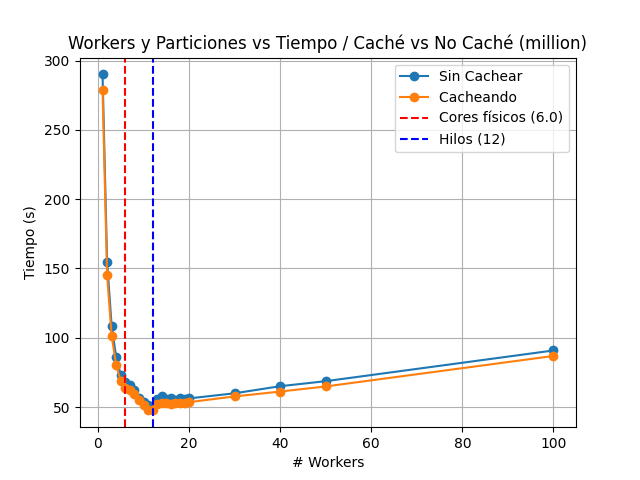 Workers y Particiones vs Tiempo / Caché vs No Caché (million)
Sin Cachear
Cacheando
Cores físicos (6.0)
Hilos (12)
Tiempo (s)
300
250
200
150
100
50
0
20
40
60
80
100
# Workers